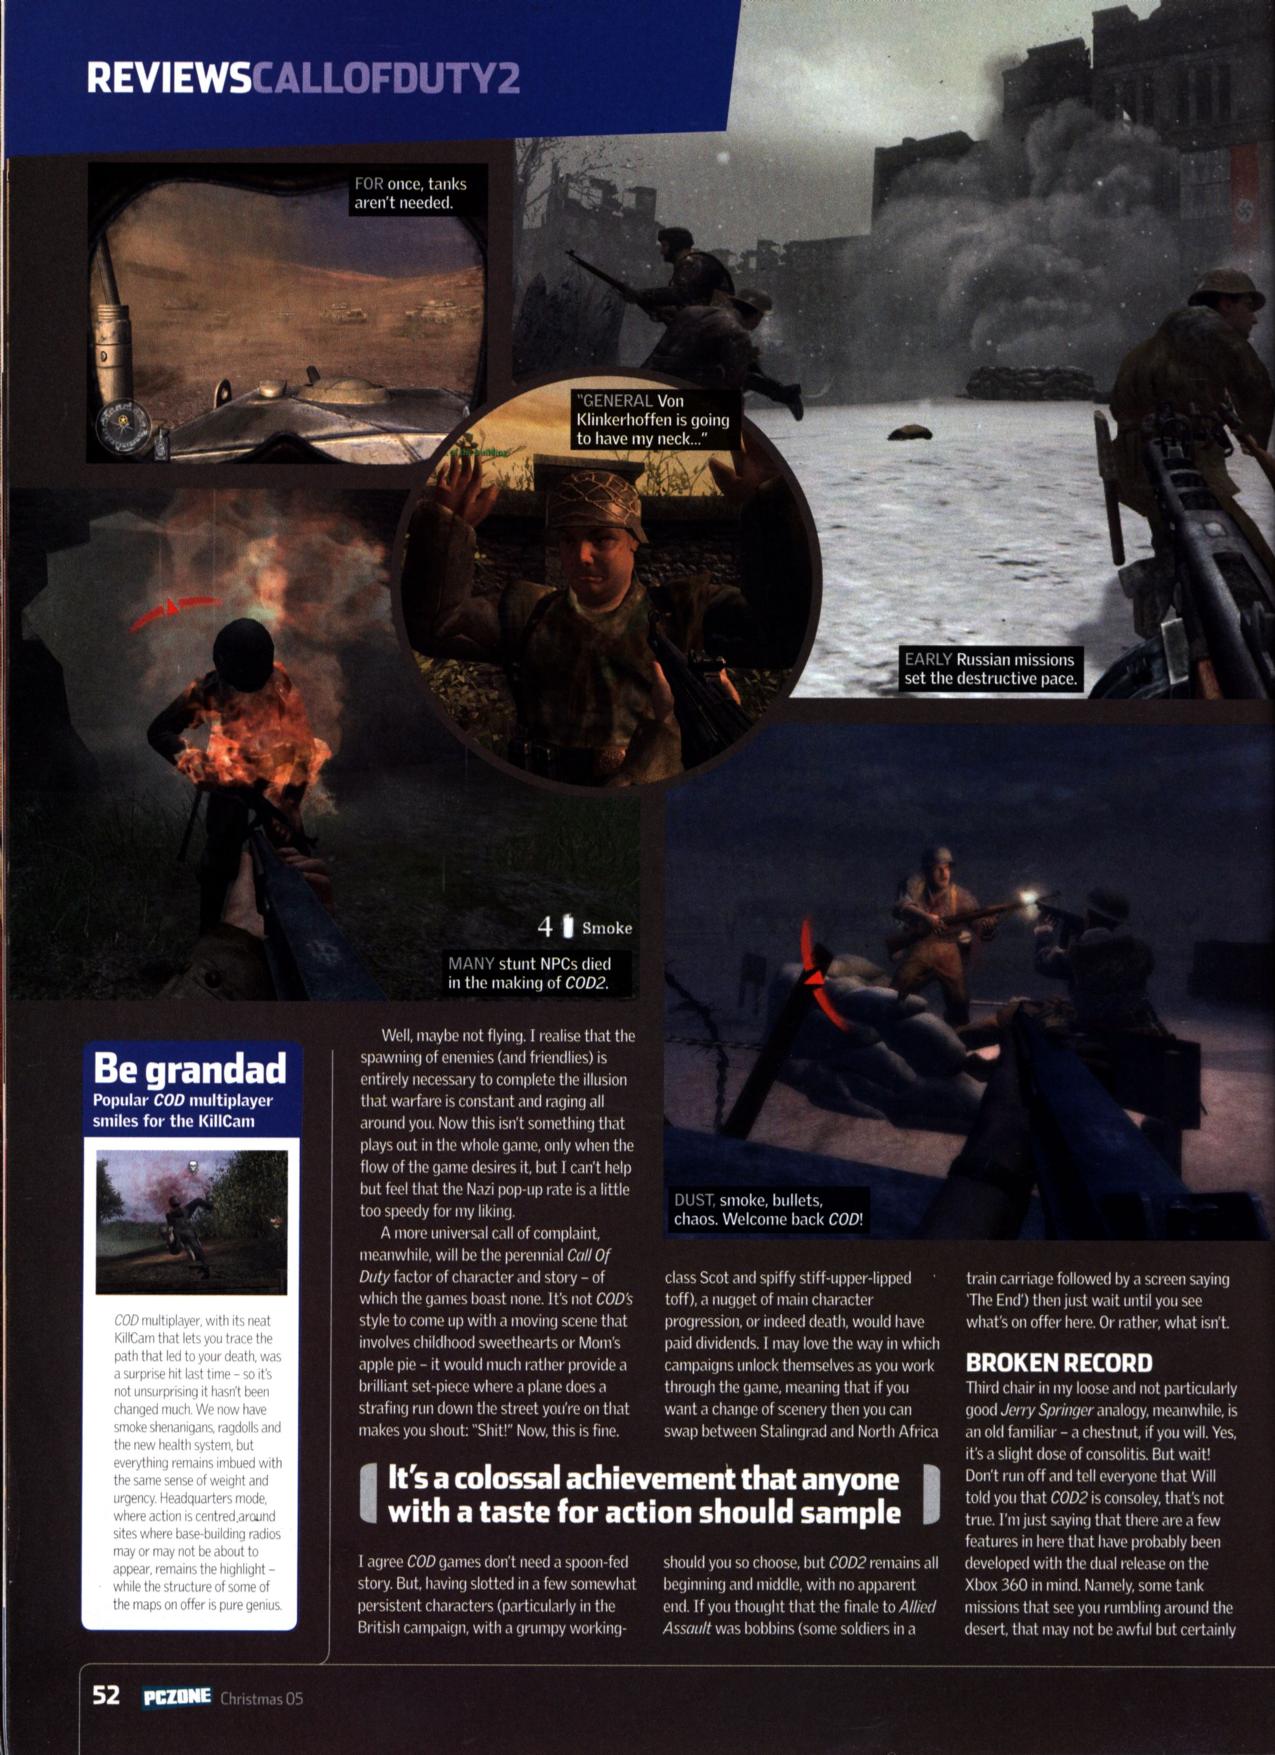 REVIEWSCALLOFDUTY2
FOR once, tanks
aren't needed.
"GENERAL Von
Klinkerhoffen is going
to have my neck..."
EARLY Russian missions
set the destructive pace.
4 Smoke
MANY stunt NPCs died
in the making of COD2.
DUST, smoke, bullets,
chaos. Welcome back COD!
Be grandad
Popular COD multiplayer
smiles for the KillCam
COD multiplayer, with its neat
KillCam that lets you trace the
path that led to your death, was
a surprise hit last time – so it's
not unsurprising it hasn't been
changed much. We now have
smoke shenanigans, ragdolls and
the new health system, but
everything remains imbued with
the same sense of weight and
urgency. Headquarters mode,
where action is centred around
sites where base-building radios
may or may not be about to
appear, remains the highlight –
while the structure of some of
the maps on offer is pure genius.
Well, maybe not flying. I realise that the
spawning of enemies (and friendlies) is
entirely necessary to complete the illusion
that warfare is constant and raging all
around you. Now this isn't something that
plays out in the whole game, only when the
flow of the game desires it, but I can't help
but feel that the Nazi pop-up rate is a little
too speedy for my liking.
A more universal call of complaint,
meanwhile, will be the perennial Call Of
Duty factor of character and story – of
which the games boast none. It's not COD's
style to come up with a moving scene that
involves childhood sweethearts or Mom's
apple pie – it would much rather provide a
brilliant set-piece where a plane does a
strafing run down the street you're on that
makes you shout: "Shit!" Now, this is fine.
It's a colossal achievement that anyone
with a taste for action should sample
I agree COD games don't need a spoon-fed
story. But, having slotted in a few somewhat
persistent characters (particularly in the
British campaign, with a grumpy working-
class Scot and spiffy stiff-upper-lipped
toff), a nugget of main character
progression, or indeed death, would have
paid dividends. I may love the way in which
campaigns unlock themselves as you work
through the game, meaning that if you
want a change of scenery then you can
swap between Stalingrad and North Africa
should you so choose, but COD2 remains all
beginning and middle, with no apparent
end. If you thought that the finale to Allied
Assault was bobbins (some soldiers in a
train carriage followed by a screen saying
'The End') then just wait until you see
what's on offer here. Or rather, what isn't.
BROKEN RECORD
Third chair in my loose and not particularly
good Jerry Springer analogy, meanwhile, is
an old familiar – a chestnut, if you will. Yes,
it's a slight dose of consolitis. But wait!
Don't run off and tell everyone that Will
told you that COD2 is consoley, that's not
true. I'm just saying that there are a few
features in here that have probably been
developed with the dual release on the
Xbox 360 in mind. Namely, some tank
missions that see you rumbling around the
desert, that may not be awful but certainly
52 PCZONE Christmas 05